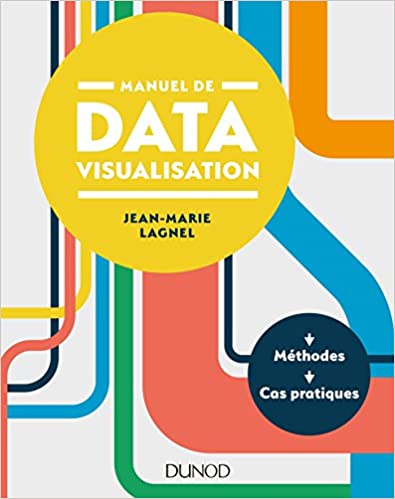 MANUEL DE
DATA
VISUALISATION
JEAN-MARIE
LAGNEL
Méthodes
Cas pratiques
DUNOD